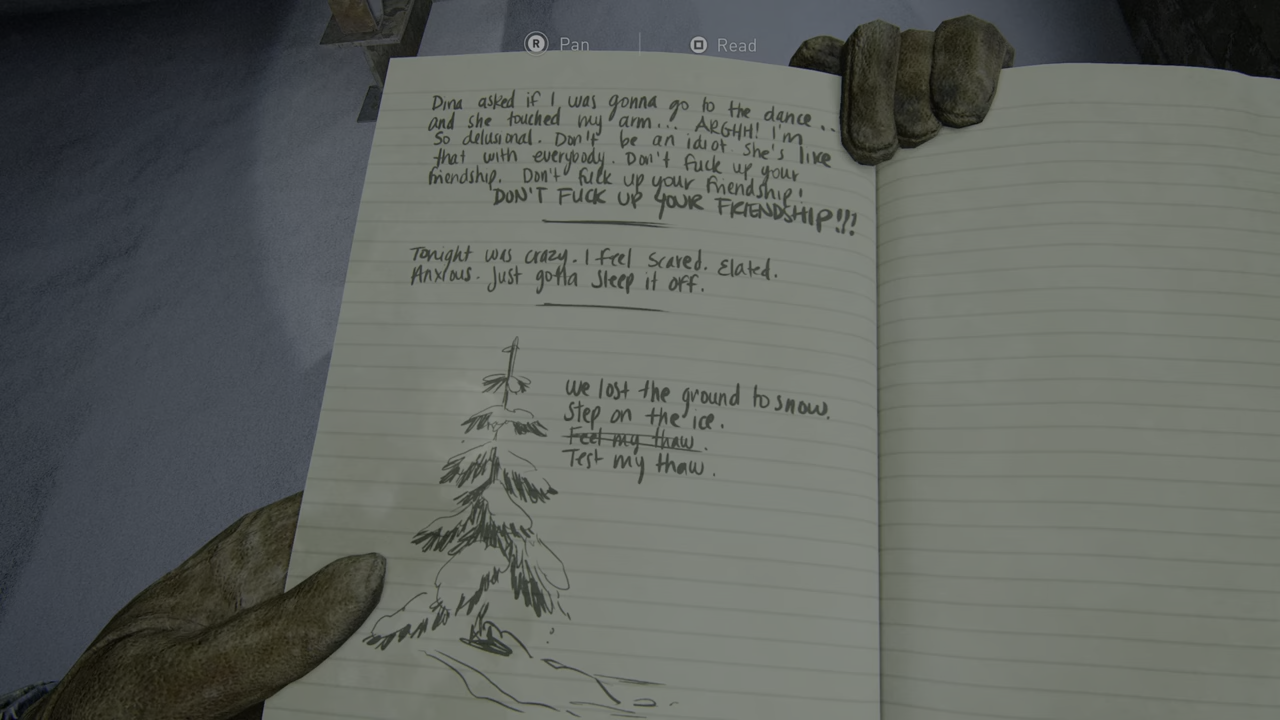 R Pan Read
Dina asked if I was gonna go to the dance...
and she touched my arm... ARGHH! I'm
so delusional. Don't be an idiot. She's like
that with everybody. Don't fuck up your
friendship. Don't fuck up your friendship!
DON'T FUCK UP YOUR FRIENDSHIP!!!
Tonight was crazy. I feel scared. Elated.
Anxious. Just gotta sleep it off.
We lost the ground to snow.
Step on the ice.
Feel my thaw.
Test my thaw.